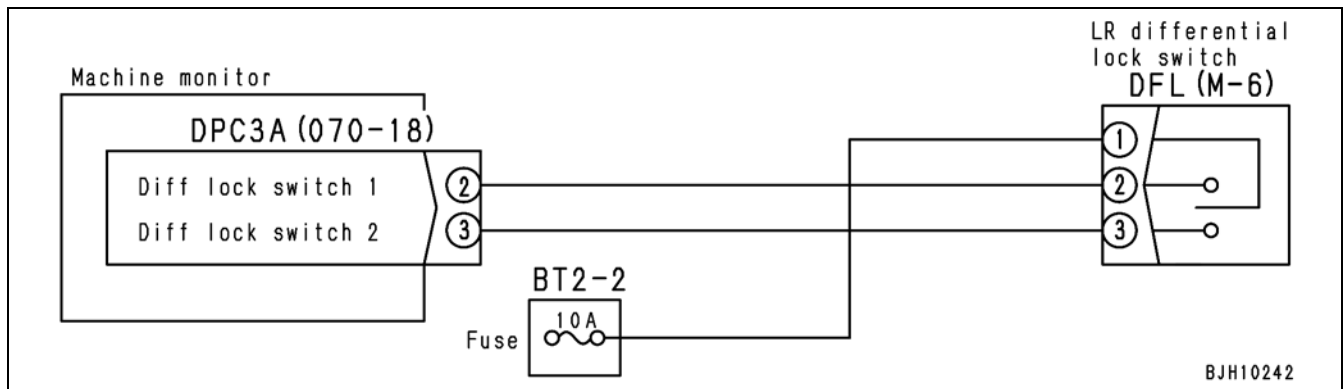 LR differential
lock switch
DFL (M-6)
Machine monitor
DPC3A (070-18)
1
Diff lock switch 1
2
2
Diff lock switch 2
3
3
BT2-2
10A
Fuse
BJH10242